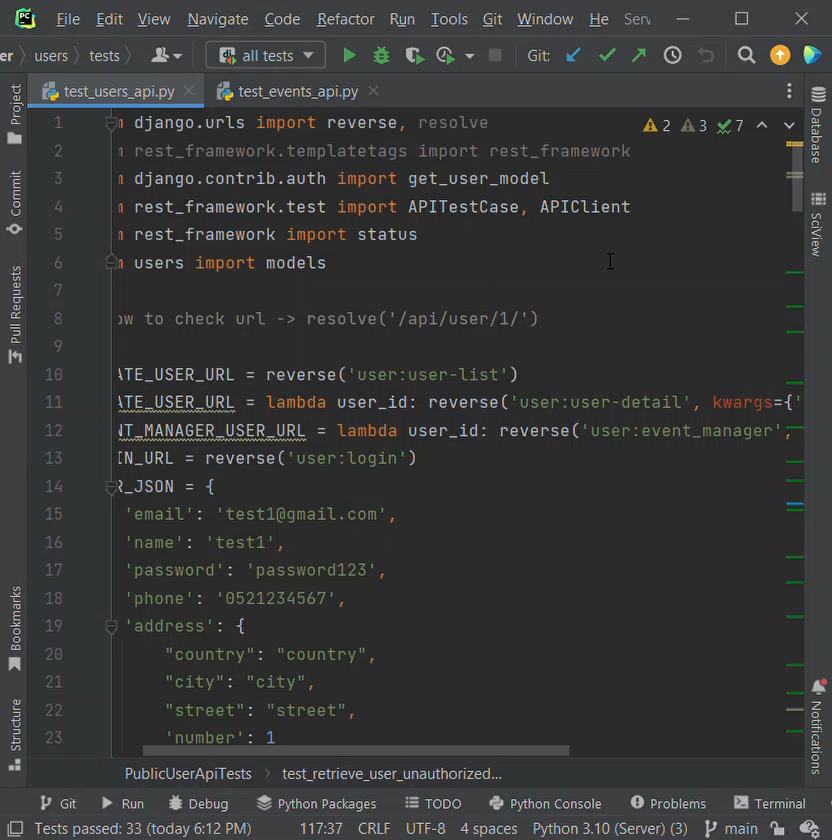 PC File Edit View Navigate Code Refactor Run Tools Git Window He Serv
er users tests all tests Git:
test_users_api.py test_events_api.py
2 3 7
1 django.urls import reverse, resolve
2 rest_framework.templatetags import rest_framework
3 django.contrib.auth import get_user_model
4 rest_framework.test import APITestCase, APIClient
5 rest_framework import status
6 users import models
7
8 ow to check url -> resolve('/api/user/1/')
9
10 ATE_USER_URL = reverse('user:user-list')
11 ATE_USER_URL = lambda user_id: reverse('user:user-detail', kwargs={'
12 NT_MANAGER_USER_URL = lambda user_id: reverse('user:event_manager',
13 IN_URL = reverse('user:login')
14 R_JSON = {
15 'email': 'test1@gmail.com',
16 'name': 'test1',
17 'password': 'password123',
18 'phone': '0521234567',
19 'address': {
20 "country": "country",
21 "city": "city",
22 "street": "street",
23 'number': 1
Project
Commit
Pull Requests
Bookmarks
Structure
Database
SciView
Notifications
PublicUserApiTests test_retrieve_user_unauthorized...
Git Run Debug Python Packages TODO Python Console Problems Terminal
Tests passed: 33 (today 6:12 PM) 117:37 CRLF UTF-8 4 spaces Python 3.10 (Server) (3) main